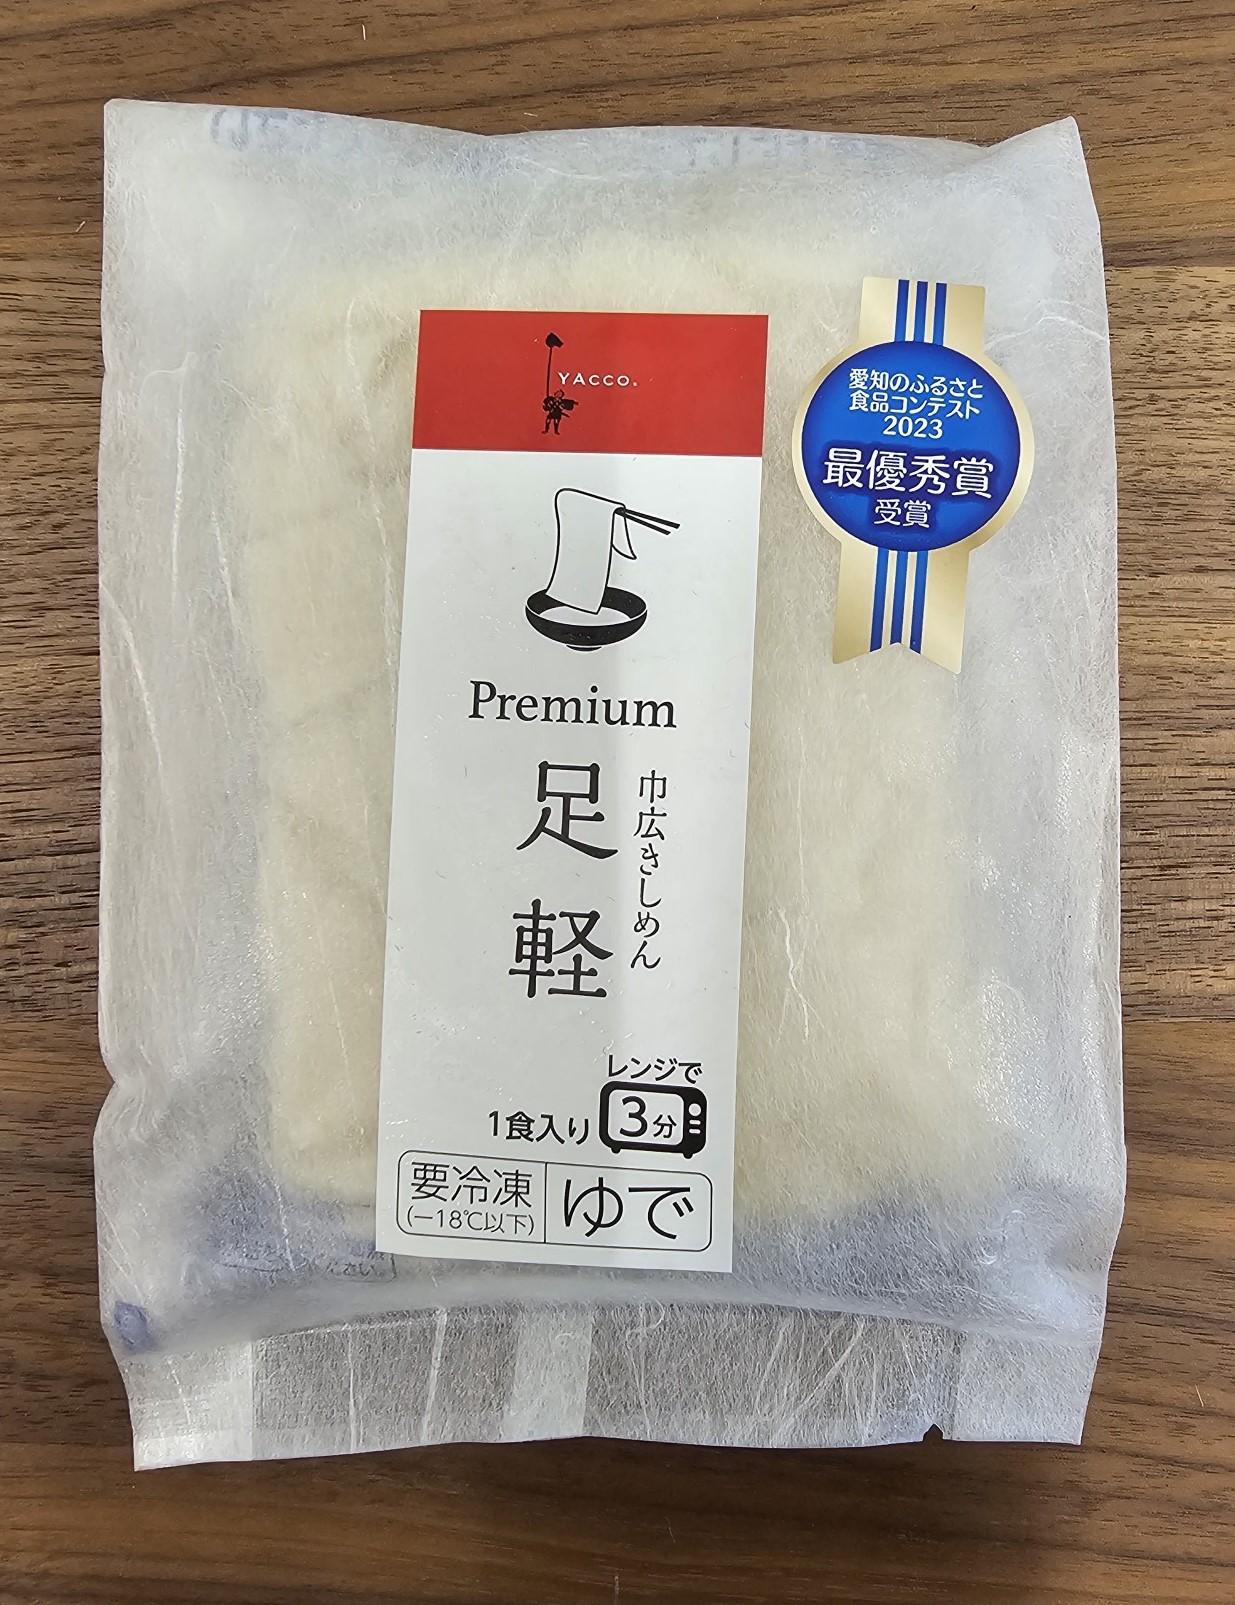 YACCO.
愛知のふるさと
食品コンテスト
2023
最優秀賞
受賞
Premium
巾広きしめん
足軽
レンジで
3分
1食入り
要冷凍
(−18℃以下)
ゆで